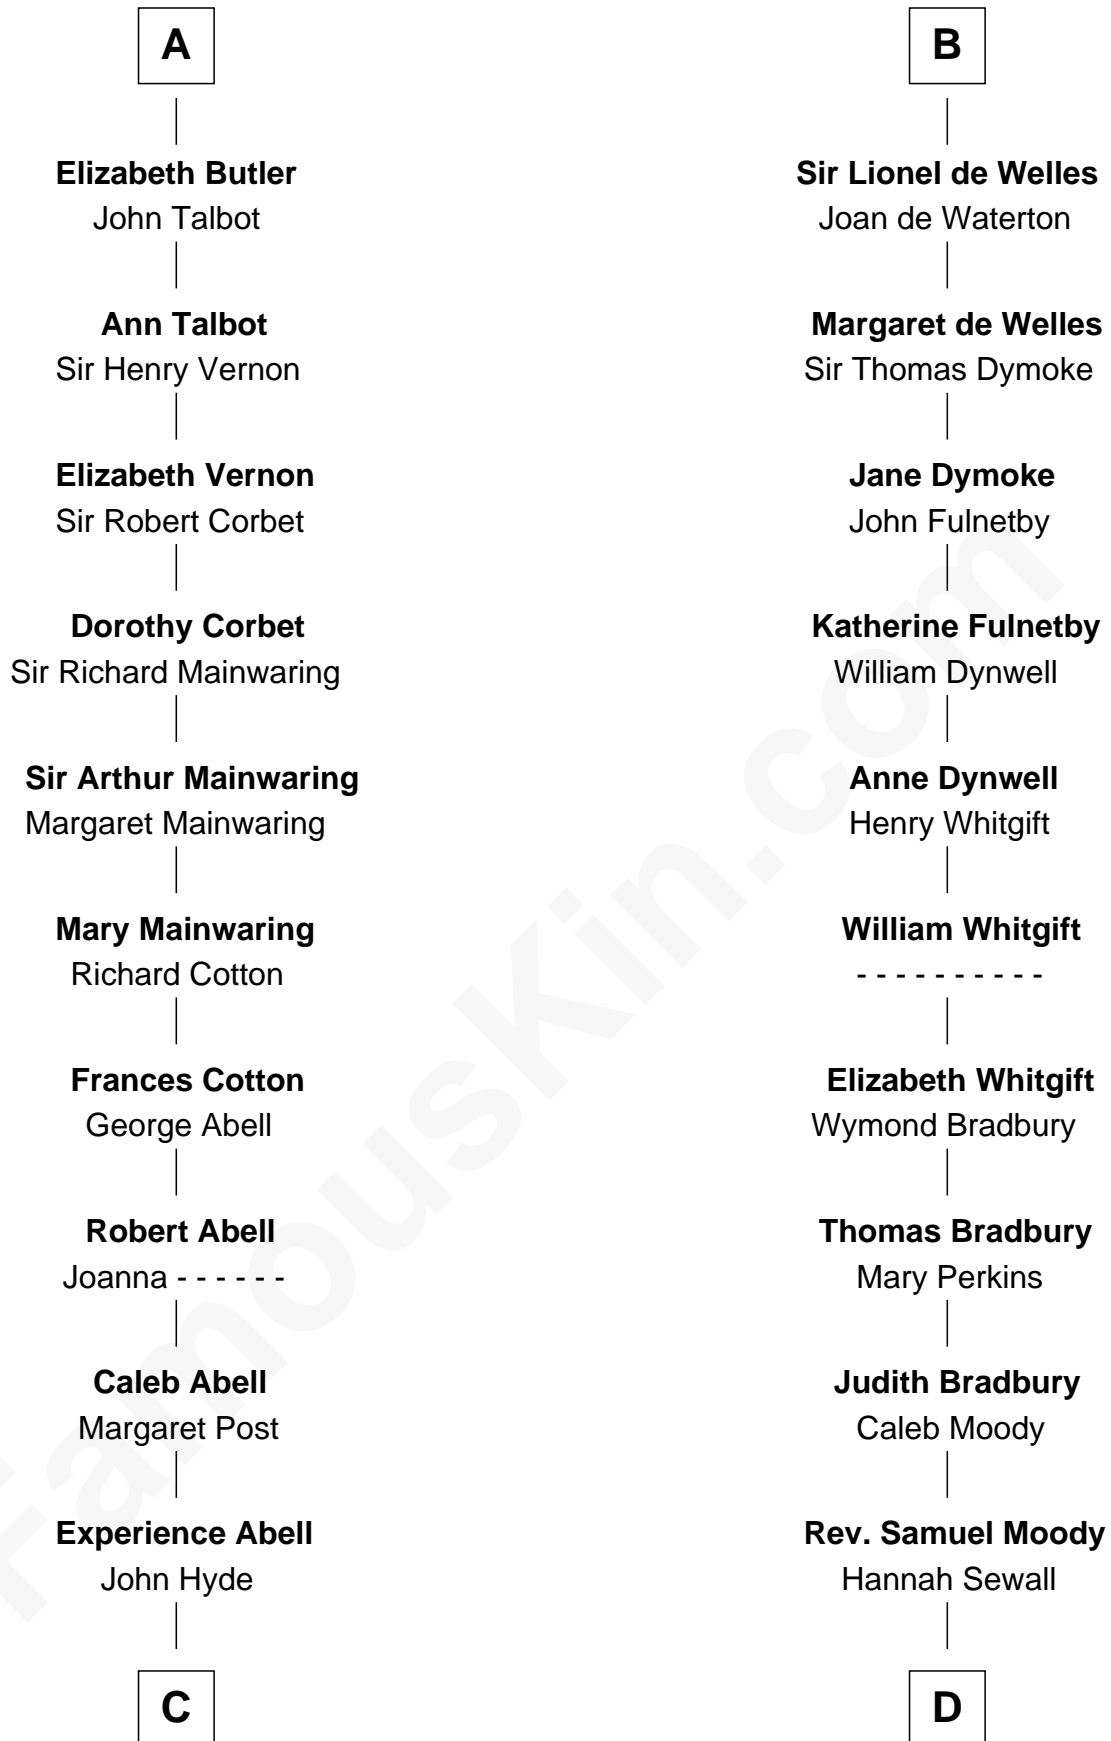 A
Elizabeth Butler
John Talbot
Ann Talbot
Sir Henry Vernon
Elizabeth Vernon
Sir Robert Corbet
Dorothy Corbet
Sir Richard Mainwaring
Sir Arthur Mainwaring
Margaret Mainwaring
Mary Mainwaring
Richard Cotton
Frances Cotton
George Abell
Robert Abell
Joanna - - - - - -
Caleb Abell
Margaret Post
Experience Abell
John Hyde
C
B
Sir Lionel de Welles
Joan de Waterton
Margaret de Welles
Sir Thomas Dymoke
Jane Dymoke
John Fulnetby
Katherine Fulnetby
William Dynwell
Anne Dynwell
Henry Whitgift
William Whitgift
- - - - - - - - - -
Elizabeth Whitgift
Wymond Bradbury
Thomas Bradbury
Mary Perkins
Judith Bradbury
Caleb Moody
Rev. Samuel Moody
Hannah Sewall
D
FamousKin.com